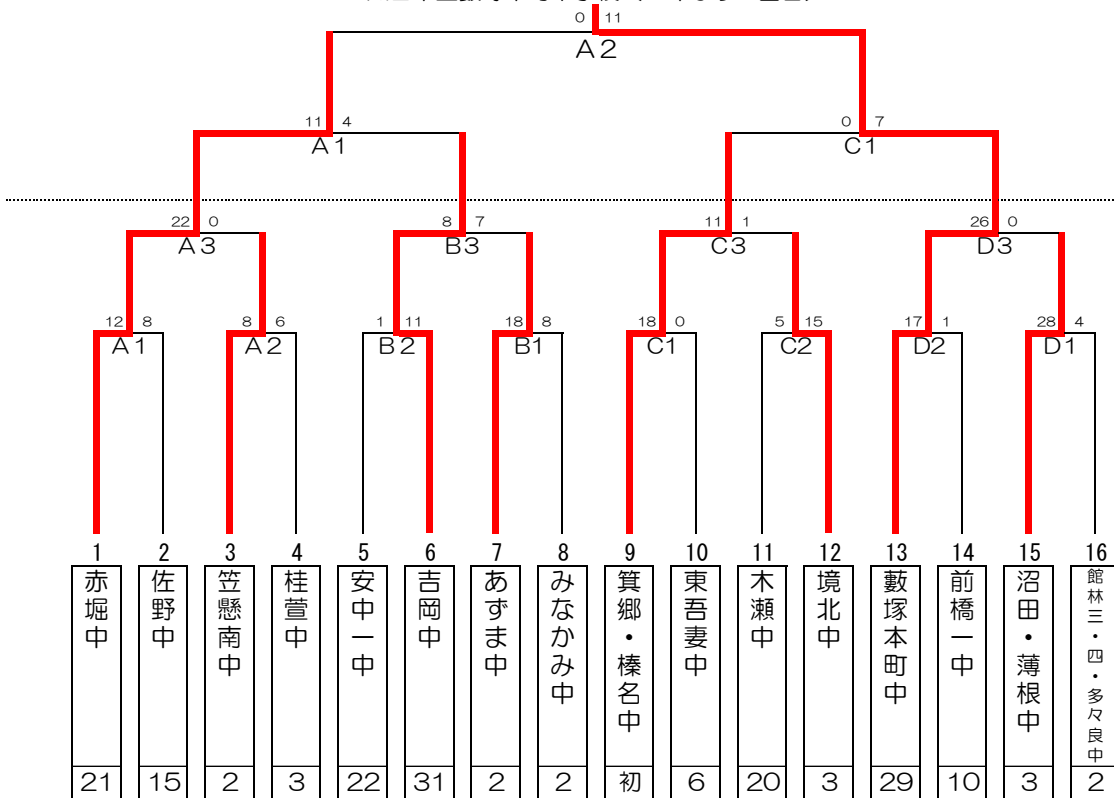 0 11
A2
11 4
A1
0 7
C1
22 0
A3
8 7
B3
11 1
C3
26 0
D3
12 8
A1
8 6
A2
1 11
B2
18 8
B1
18 0
C1
5 15
C2
17 1
D2
28 4
D1
1 2 3 4 5 6 7 8 9 10 11 12 13 14 15 16
赤堀中
佐野中
笠懸南中
桂萱中
安中一中
吉岡中
あずま中
みなかみ中
箕郷・榛名中
東吾妻中
木瀬中
境北中
藪塚本町中
前橋一中
沼田・薄根中
館林三・四・多々良中
21 15 2 3 22 31 2 2 初 6 20 3 29 10 3 2